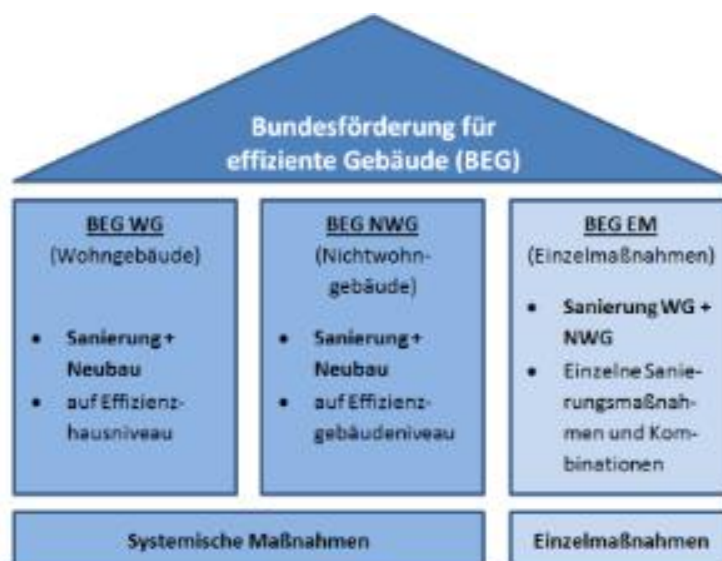 Bundesförderung für
effiziente Gebäude (BEG)
BEG WG
(Wohngebäude)
• Sanierung +
Neubau
• auf Effizienz-
hausniveau
BEG NWG
(Nichtwohn-
gebäude)
• Sanierung +
Neubau
• auf Effizienz-
gebäudeniveau
BEG EM
(Einzelmaßnahmen)
• Sanierung WG +
NWG
• Einzelne Sanie-
rungsmaßnah-
men und Kom-
binationen
Systemische Maßnahmen
Einzelmaßnahmen